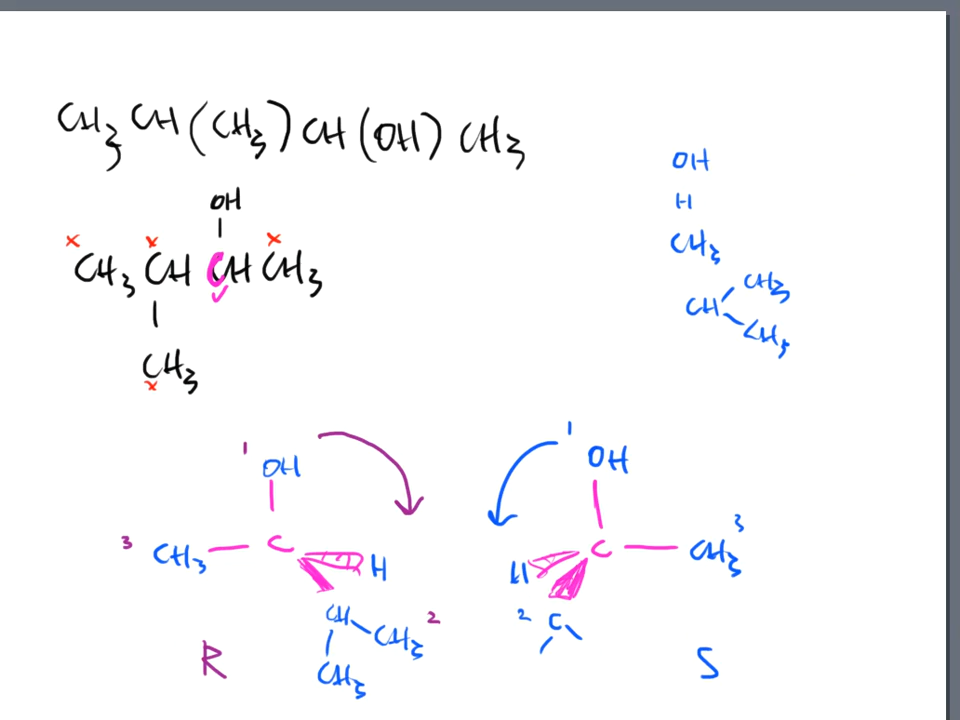 CH3CH(CH3)CH(OH)CH3
OH
x x x
CH3 CH CH CH3
✓
CH3
x
OH
H
CH3
CH CH3
CH3
1
OH
3 CH3 C H
CH CH3 2
CH3
R
1
OH
3
H C CH3
2 C
S